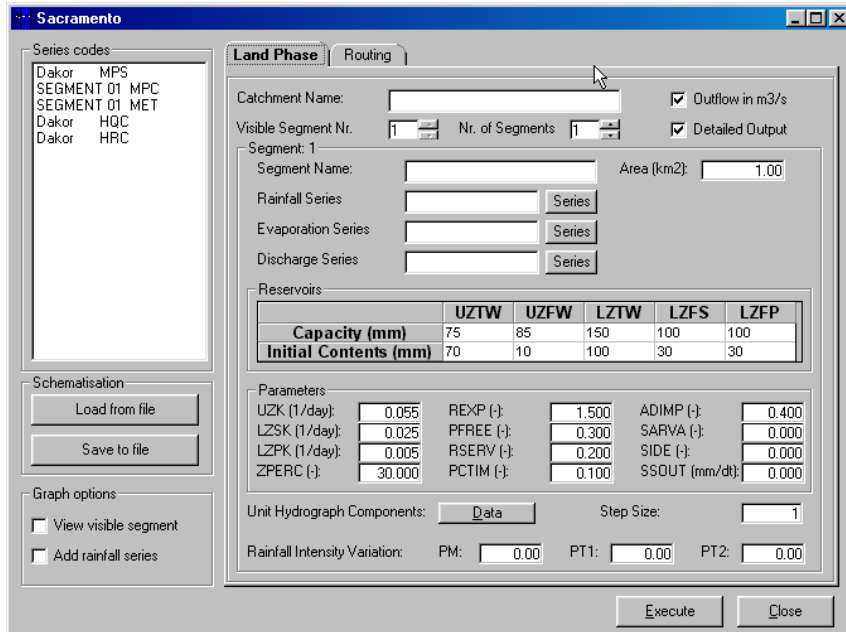 Sacramento
Series codes
Dakor MPS
SEGMENT 01 MPC
SEGMENT 01 MET
Dakor HQC
Dakor HRC
Schematisation
Load from file
Save to file
Graph options
View visible segment
Add rainfall series
Land Phase Routing
Catchment Name: Outflow in m3/s
Visible Segment Nr. 1 Nr. of Segments 1 Detailed Output
Segment: 1
Segment Name: Area (km2): 1.00
Rainfall Series Series
Evaporation Series Series
Discharge Series Series
Reservoirs
UZTW UZFW LZTW LZFS LZFP
Capacity (mm) 75 85 150 100 100
Initial Contents (mm) 70 10 100 30 30
Parameters
UZK (1/day): 0.055 REXP (-): 1.500 ADIMP (-): 0.400
LZSK (1/day): 0.025 PFREE (-): 0.300 SARVA (-): 0.000
LZPK (1/day): 0.005 RSERV (-): 0.200 SIDE (-): 0.000
ZPERC (-): 30.000 PCTIM (-): 0.100 SSOUT (mm/dt): 0.000
Unit Hydrograph Components: Data Step Size: 1
Rainfall Intensity Variation: PM: 0.00 PT1: 0.00 PT2: 0.00
Execute Close